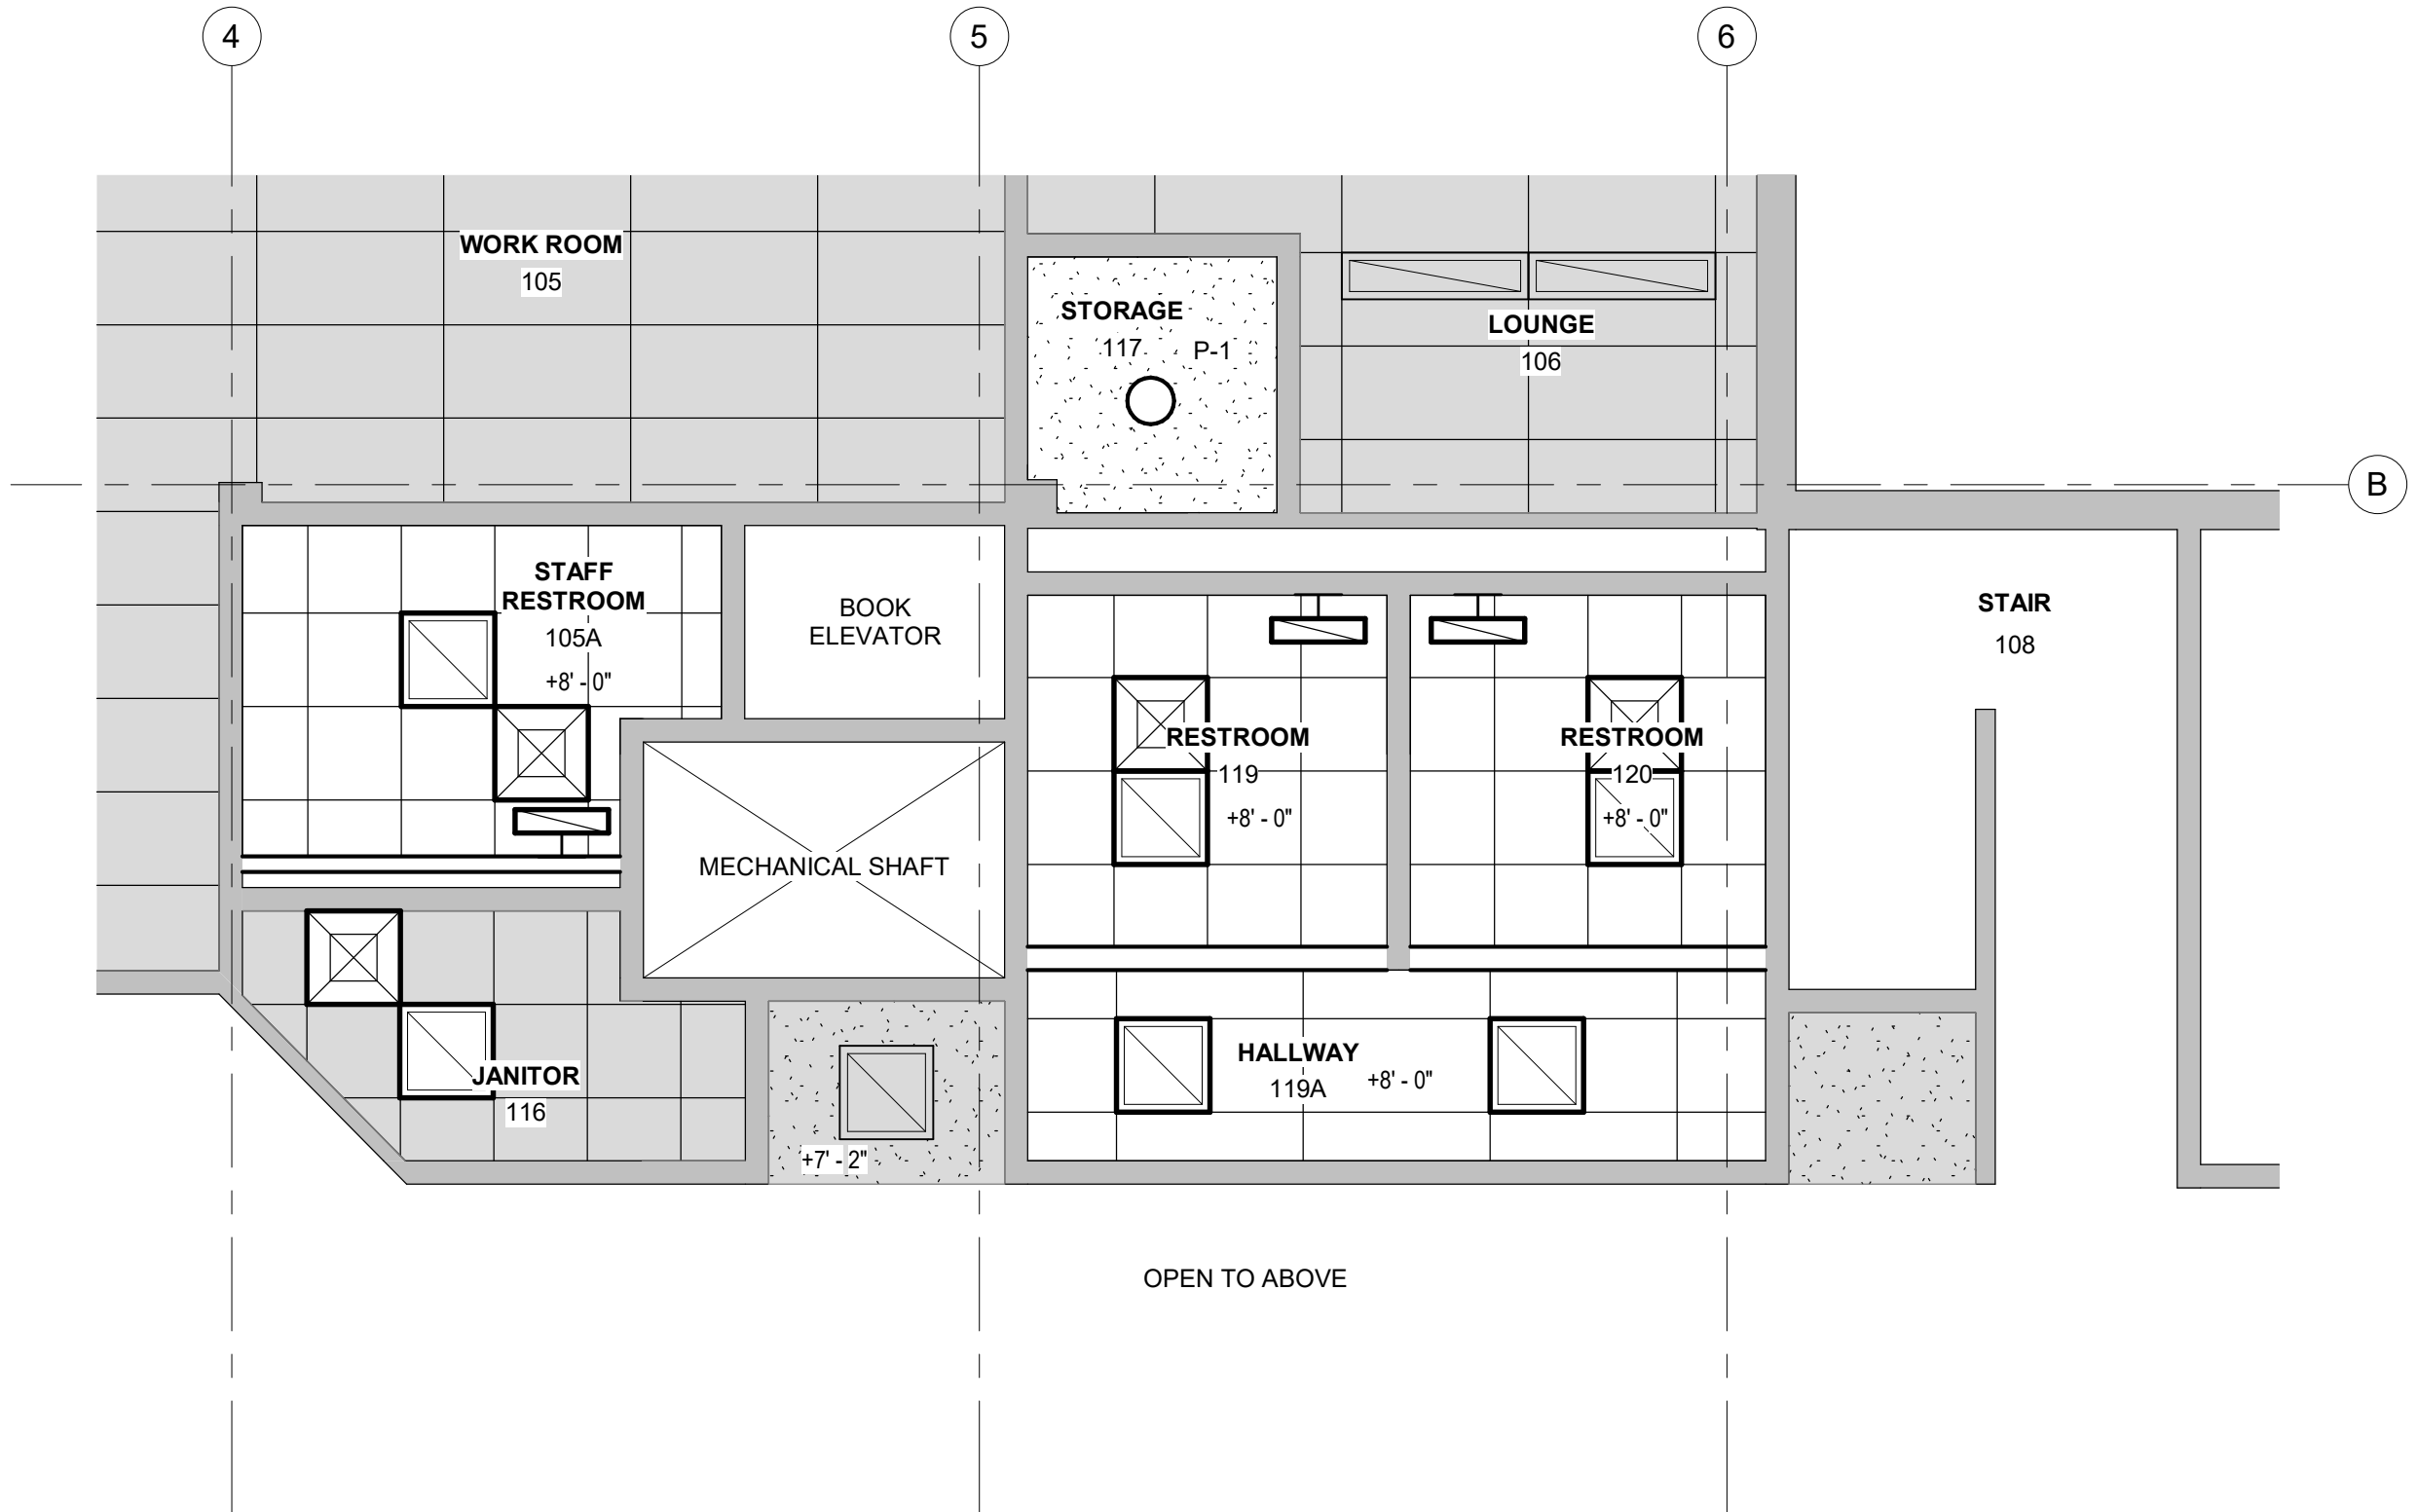 4
5
6
WORK ROOM
105
STORAGE
117
P-1
LOUNGE
106
B
STAFF
RESTROOM
105A
+8' - 0"
BOOK
ELEVATOR
STAIR
108
RESTROOM
119
+8' - 0"
RESTROOM
120
+8' - 0"
MECHANICAL SHAFT
JANITOR
116
HALLWAY
119A
+8' - 0"
+7' - 2"
OPEN TO ABOVE